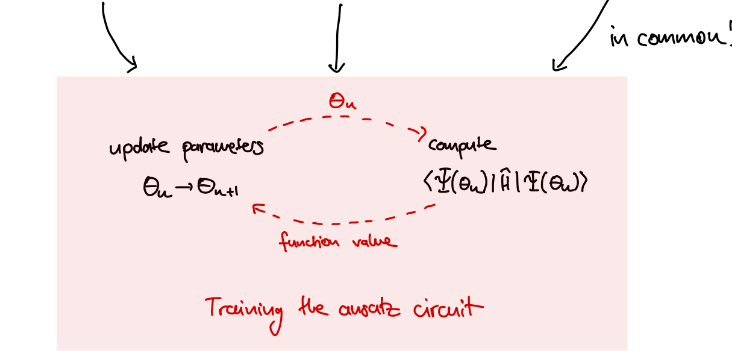 in common!
θₙ
update parameters
compute
θₙ → θₙ₊₁
⟨Ψ(θₙ)|Ĥ|Ψ(θₙ)⟩
function value
Training the ansatz circuit